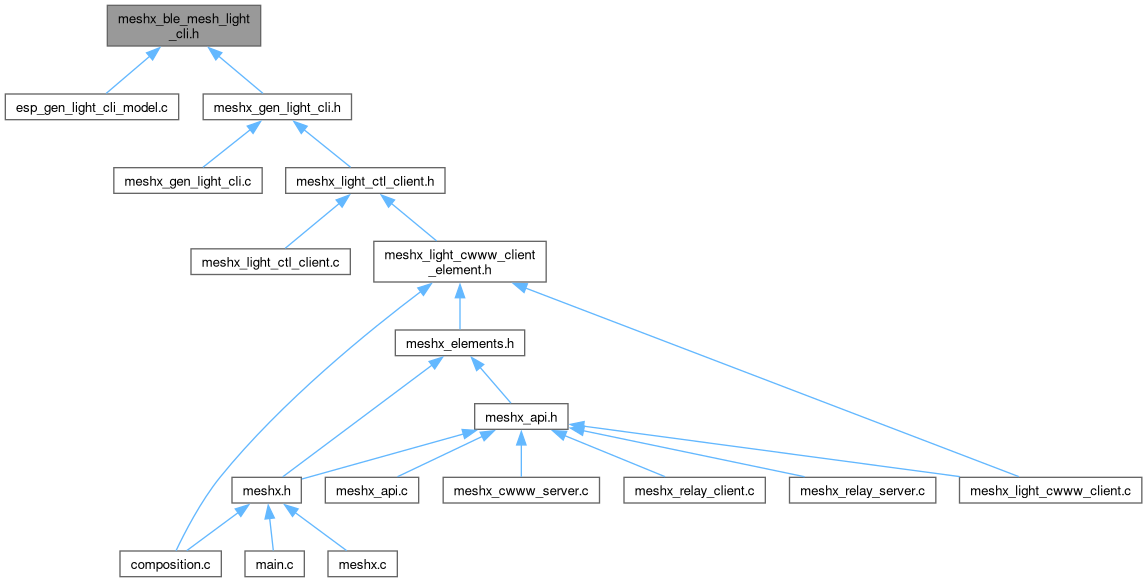 meshx_ble_mesh_light
_cli.h
esp_gen_light_cli_model.c
meshx_gen_light_cli.h
meshx_gen_light_cli.c
meshx_light_ctl_client.h
meshx_light_ctl_client.c
meshx_light_cwww_client
_element.h
meshx_elements.h
meshx_api.h
meshx.h
meshx_api.c
meshx_cwww_server.c
meshx_relay_client.c
meshx_relay_server.c
meshx_light_cwww_client.c
composition.c
main.c
meshx.c